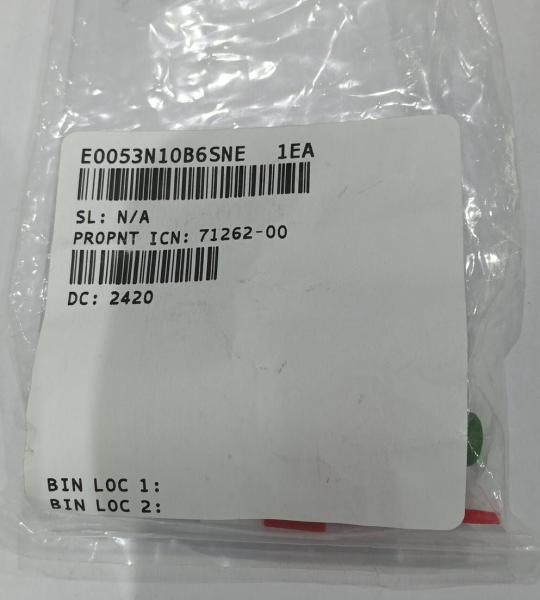 E0053N10B6SNE 1EA
SL: N/A
PROPNT ICN: 71262-00
DC: 2420
BIN LOC 1:
BIN LOC 2: